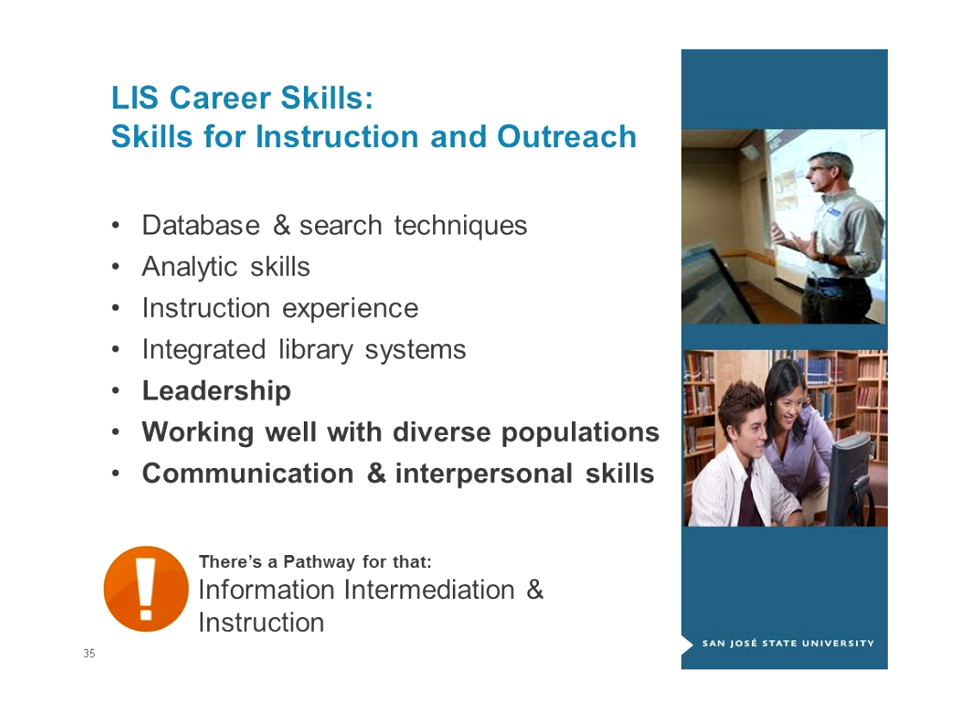 LIS Career Skills:
Skills for Instruction and Outreach
• Database & search techniques
• Analytic skills
• Instruction experience
• Integrated library systems
• Leadership
• Working well with diverse populations
• Communication & interpersonal skills
!
There’s a Pathway for that:
Information Intermediation &
Instruction
35
SAN JOSÉ STATE UNIVERSITY